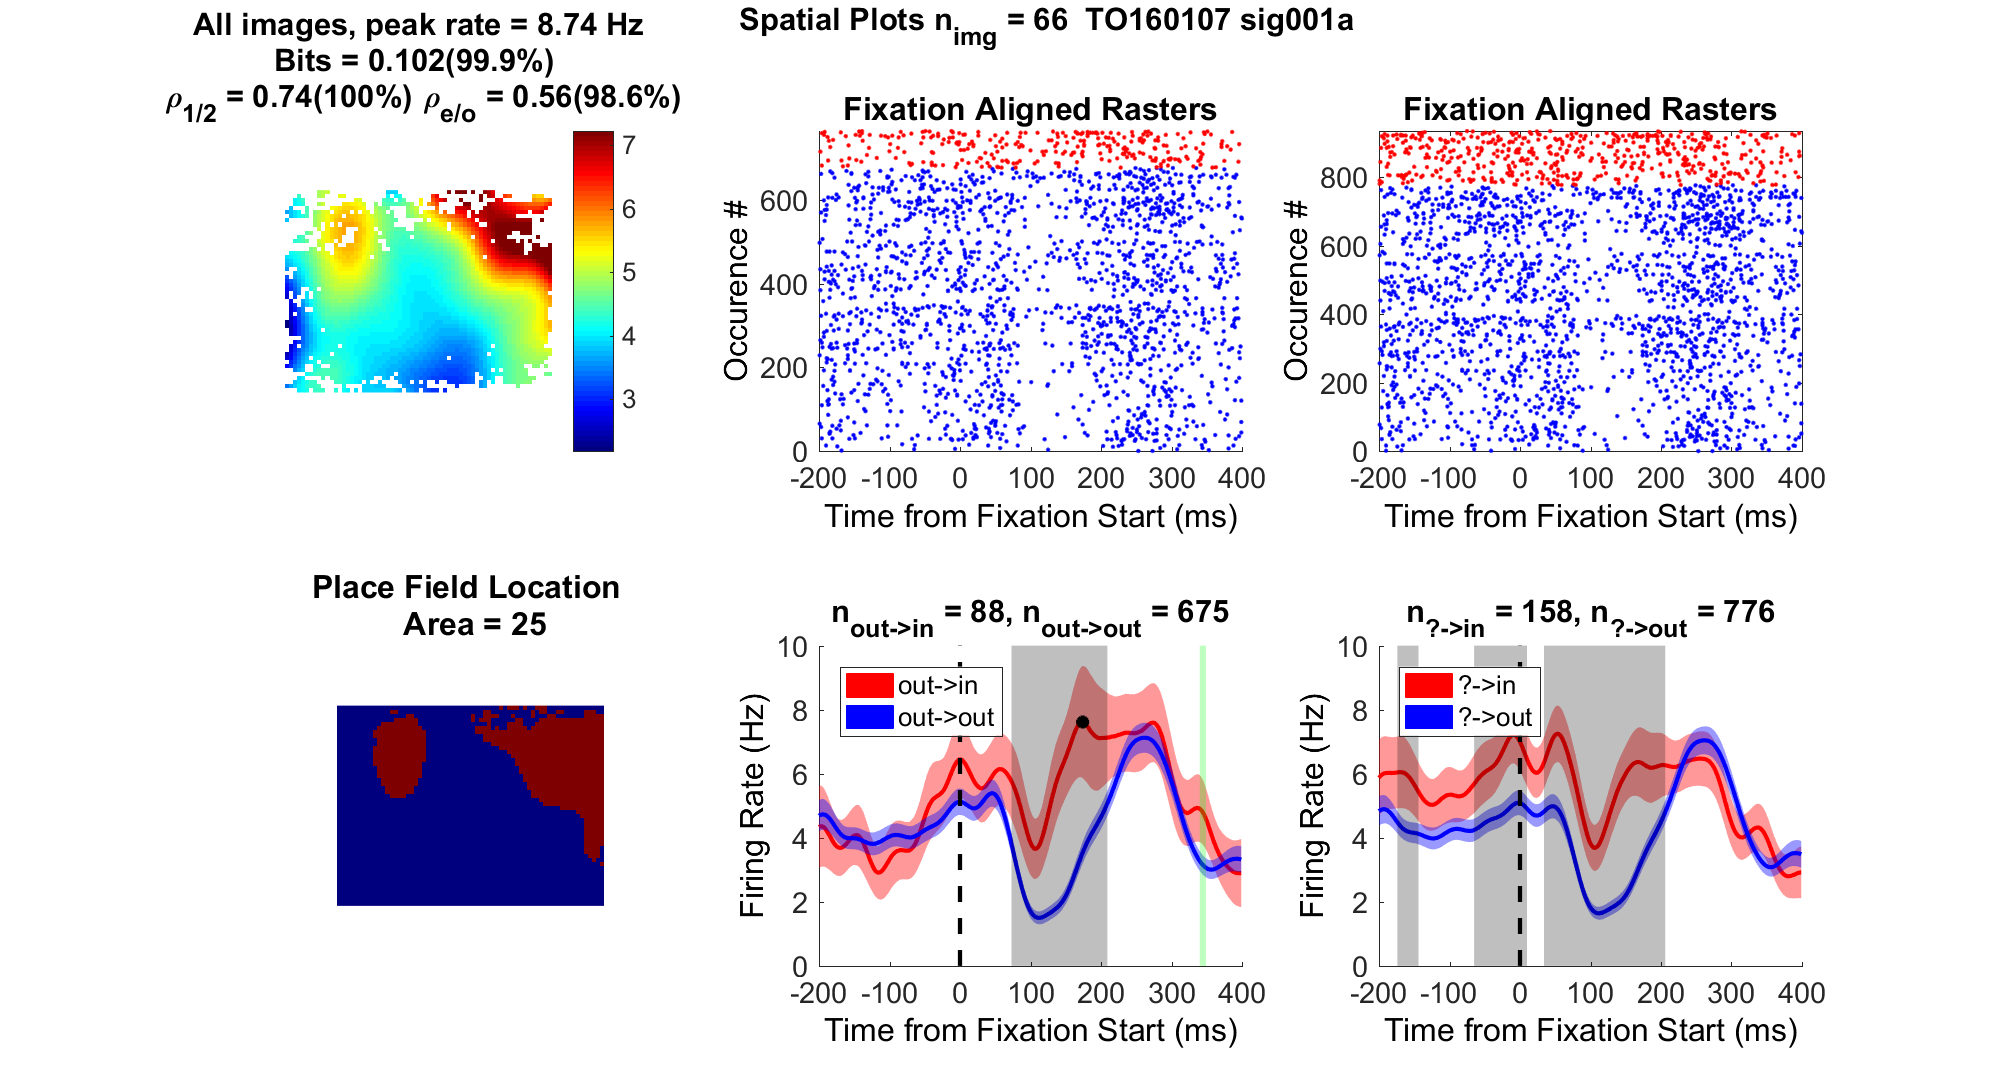 All images, peak rate = 8.74 Hz
Bits = 0.102(99.9%)
ρ1/2 = 0.74(100%) ρe/o = 0.56(98.6%)
7
6
5
4
3
Spatial Plots nimg = 66 TO160107 sig001a
Fixation Aligned Rasters
Occurence #
600
400
200
0
-200 -100 0 100 200 300 400
Time from Fixation Start (ms)
Fixation Aligned Rasters
Occurence #
800
600
400
200
0
-200 -100 0 100 200 300 400
Time from Fixation Start (ms)
Place Field Location
Area = 25
nout->in = 88, nout->out = 675
Firing Rate (Hz)
10
8
6
4
2
0
out->in
out->out
-200 -100 0 100 200 300 400
Time from Fixation Start (ms)
n?->in = 158, n?->out = 776
Firing Rate (Hz)
10
8
6
4
2
0
?->in
?->out
-200 -100 0 100 200 300 400
Time from Fixation Start (ms)